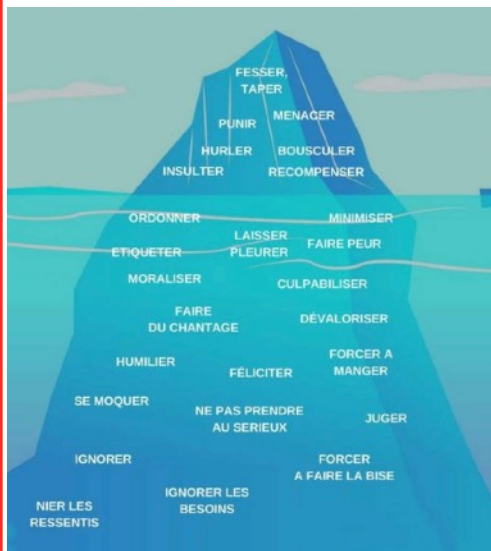 FESSER,
TAPER
MENACER
PUNIR
HURLER
BOUSCULER
INSULTER
RECOMPENSER
ORDONNER
MINIMISER
LAISSER
PLEURER
FAIRE PEUR
ETIQUETER
MORALISER
CULPABILISER
FAIRE
DU CHANTAGE
DÉVALORISER
HUMILIER
FÉLICITER
FORCER A
MANGER
SE MOQUER
NE PAS PRENDRE
AU SERIEUX
JUGER
IGNORER
FORCER
A FAIRE LA BISE
IGNORER LES
BESOINS
NIER LES
RESSENTIS